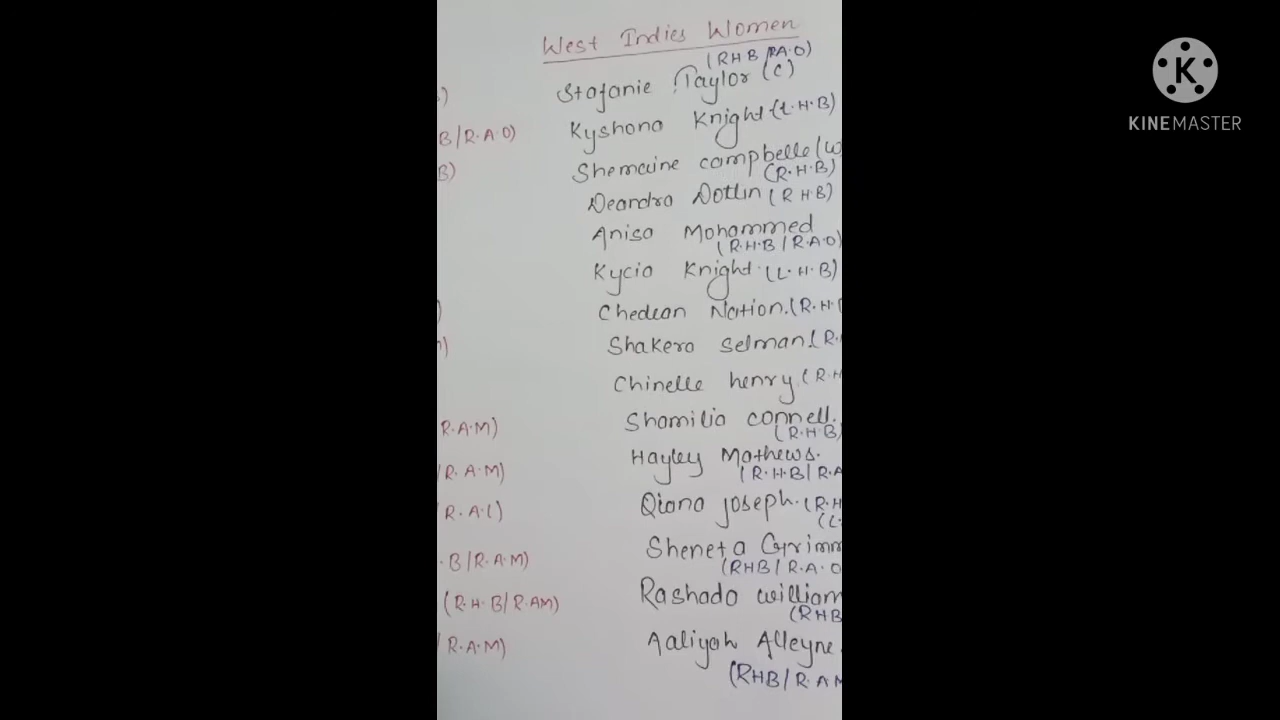 West Indies Women
(RHB/RA·O)
Stafanie Taylor (C)
B/R·A·O)
Kyshona Knight (L·H·B)
B)
Shemaine campbelle (W
(R·H·B)
Deandra Dottin (RHB)
Anisa Mohammed
(R·H·B/R·A·O)
Kycia Knight (L·H·B)
Chedean Nation (R·H·
Shakera Selman (R·
Chinelle henry (R·H
Shamilia connell.
R·A·M)
(R·H·B)
Hayley Mathews.
/R·A·M)
(R·H·B/R·A
Qiana joseph (R·H
R·A·
(L·
Sheneta Grimm
·B/R·A·M)
(RHB/R·A·O
Rashada william
(R·H·B/R·AM)
(RHB
Aaliyah Alleyne.
/R·A·M)
(RHB/R·AM
KINEMASTER